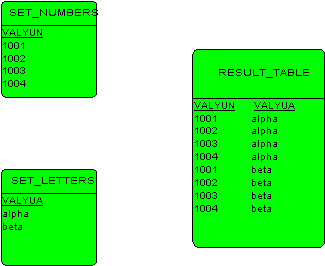 SET_NUMBERS
VALYUN
1001
1002
1003
1004
SET_LETTERS
VALYUA
alpha
beta
RESULT_TABLE
VALYUN VALYUA
1001 alpha
1002 alpha
1003 alpha
1004 alpha
1001 beta
1002 beta
1003 beta
1004 beta